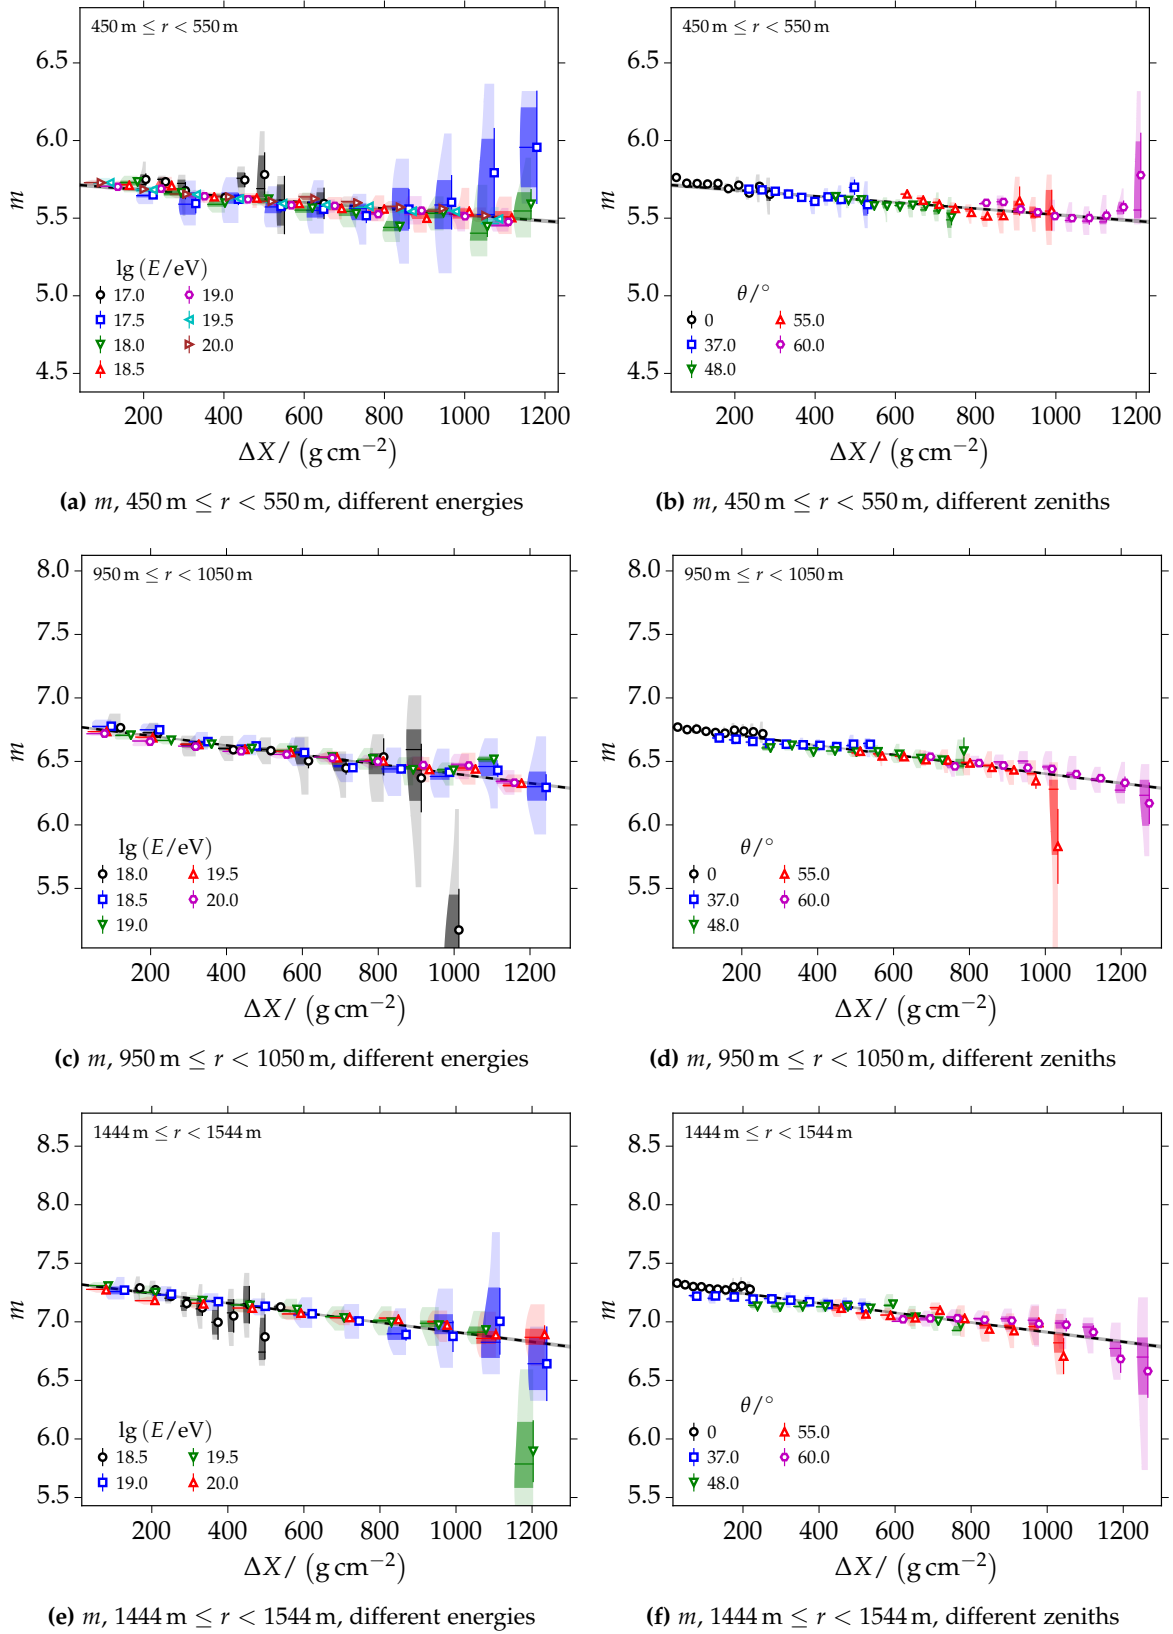 450 m ≤ r < 550 m
6.5
6.0
5.5
5.0
4.5
m
lg (E/eV)
17.0 19.0
17.5 19.5
18.0 20.0
18.5
200 400 600 800 1000 1200
ΔX/ (g cm⁻²)
(a) m, 450 m ≤ r < 550 m, different energies
450 m ≤ r < 550 m
6.5
6.0
5.5
5.0
4.5
m
θ/°
0 55.0
37.0 60.0
48.0
200 400 600 800 1000 1200
ΔX/ (g cm⁻²)
(b) m, 450 m ≤ r < 550 m, different zeniths
950 m ≤ r < 1050 m
8.0
7.5
7.0
6.5
6.0
5.5
m
lg (E/eV)
18.0 19.5
18.5 20.0
19.0
200 400 600 800 1000 1200
ΔX/ (g cm⁻²)
(c) m, 950 m ≤ r < 1050 m, different energies
950 m ≤ r < 1050 m
8.0
7.5
7.0
6.5
6.0
5.5
m
θ/°
0 55.0
37.0 60.0
48.0
200 400 600 800 1000 1200
ΔX/ (g cm⁻²)
(d) m, 950 m ≤ r < 1050 m, different zeniths
1444 m ≤ r < 1544 m
8.5
8.0
7.5
7.0
6.5
6.0
5.5
m
lg (E/eV)
18.5 19.5
19.0 20.0
200 400 600 800 1000 1200
ΔX/ (g cm⁻²)
(e) m, 1444 m ≤ r < 1544 m, different energies
1444 m ≤ r < 1544 m
8.5
8.0
7.5
7.0
6.5
6.0
5.5
m
θ/°
0 55.0
37.0 60.0
48.0
200 400 600 800 1000 1200
ΔX/ (g cm⁻²)
(f) m, 1444 m ≤ r < 1544 m, different zeniths